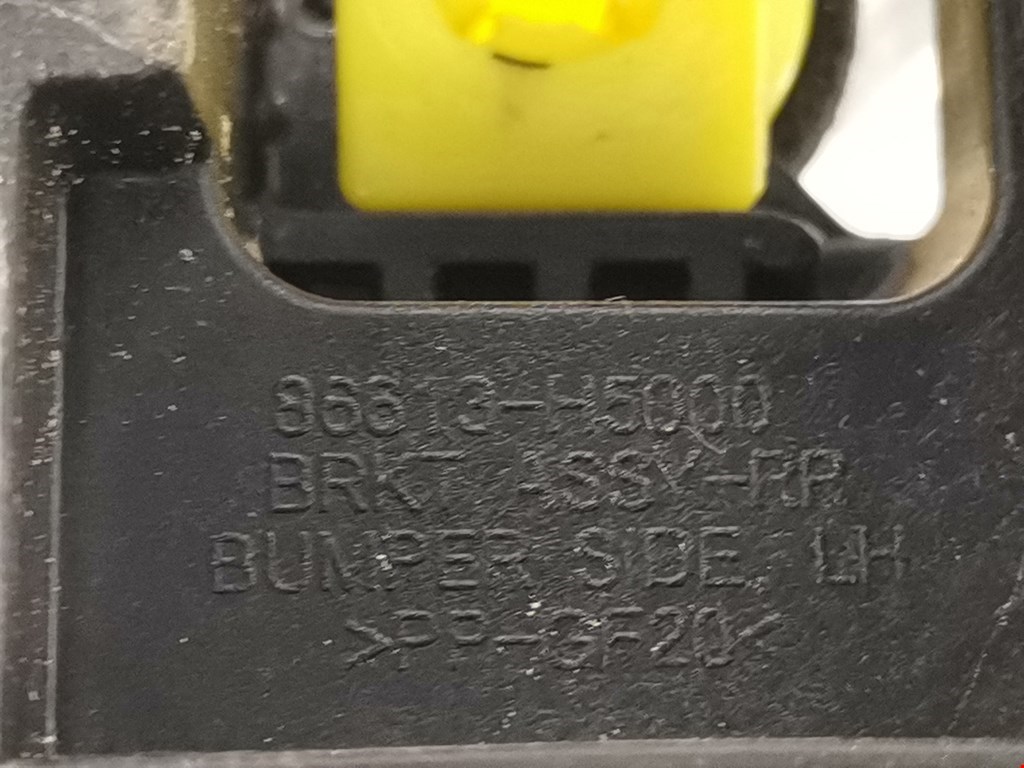 86613-H5000
BRKT ASSY-RR
BUMPER SIDE, LH
>PP-GF20<